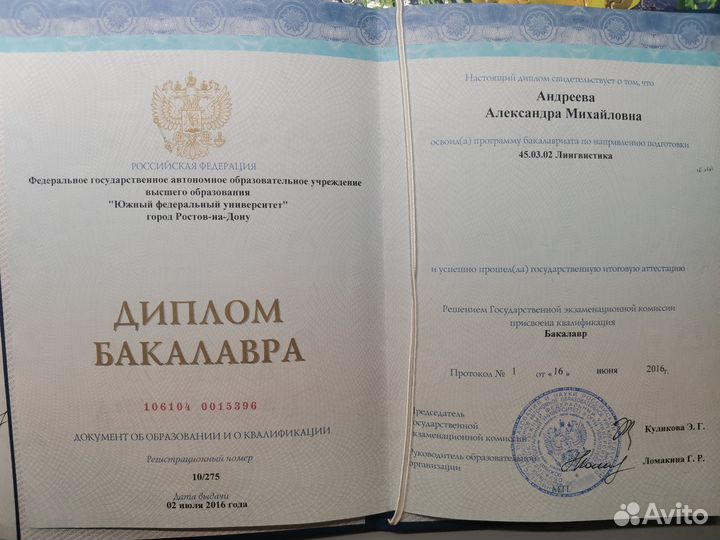 РОССИЙСКАЯ ФЕДЕРАЦИЯ
Федеральное государственное автономное образовательное учреждение
высшего образования
"Южный федеральный университет"
город Ростов-на-Дону
ДИПЛОМ
БАКАЛАВРА
106104 0015396
ДОКУМЕНТ ОБ ОБРАЗОВАНИИ И О КВАЛИФИКАЦИИ
Регистрационный номер
10/275
Дата выдачи
02 июля 2016 года
Настоящий диплом свидетельствует о том, что
Андреева
Александра Михайловна
освоил(а) программу бакалавриата по направлению подготовки
45.03.02 Лингвистика
и успешно прошел(ла) государственную итоговую аттестацию
Решением Государственной экзаменационной комиссии
присвоена квалификация
Бакалавр
Протокол № 1 от «16» июня 2016г.
Председатель
Государственной
экзаменационной комиссии
Куликова Э. Г.
Руководитель образовательной
организации
Ломакина Г. Р.
М.П.
Avito